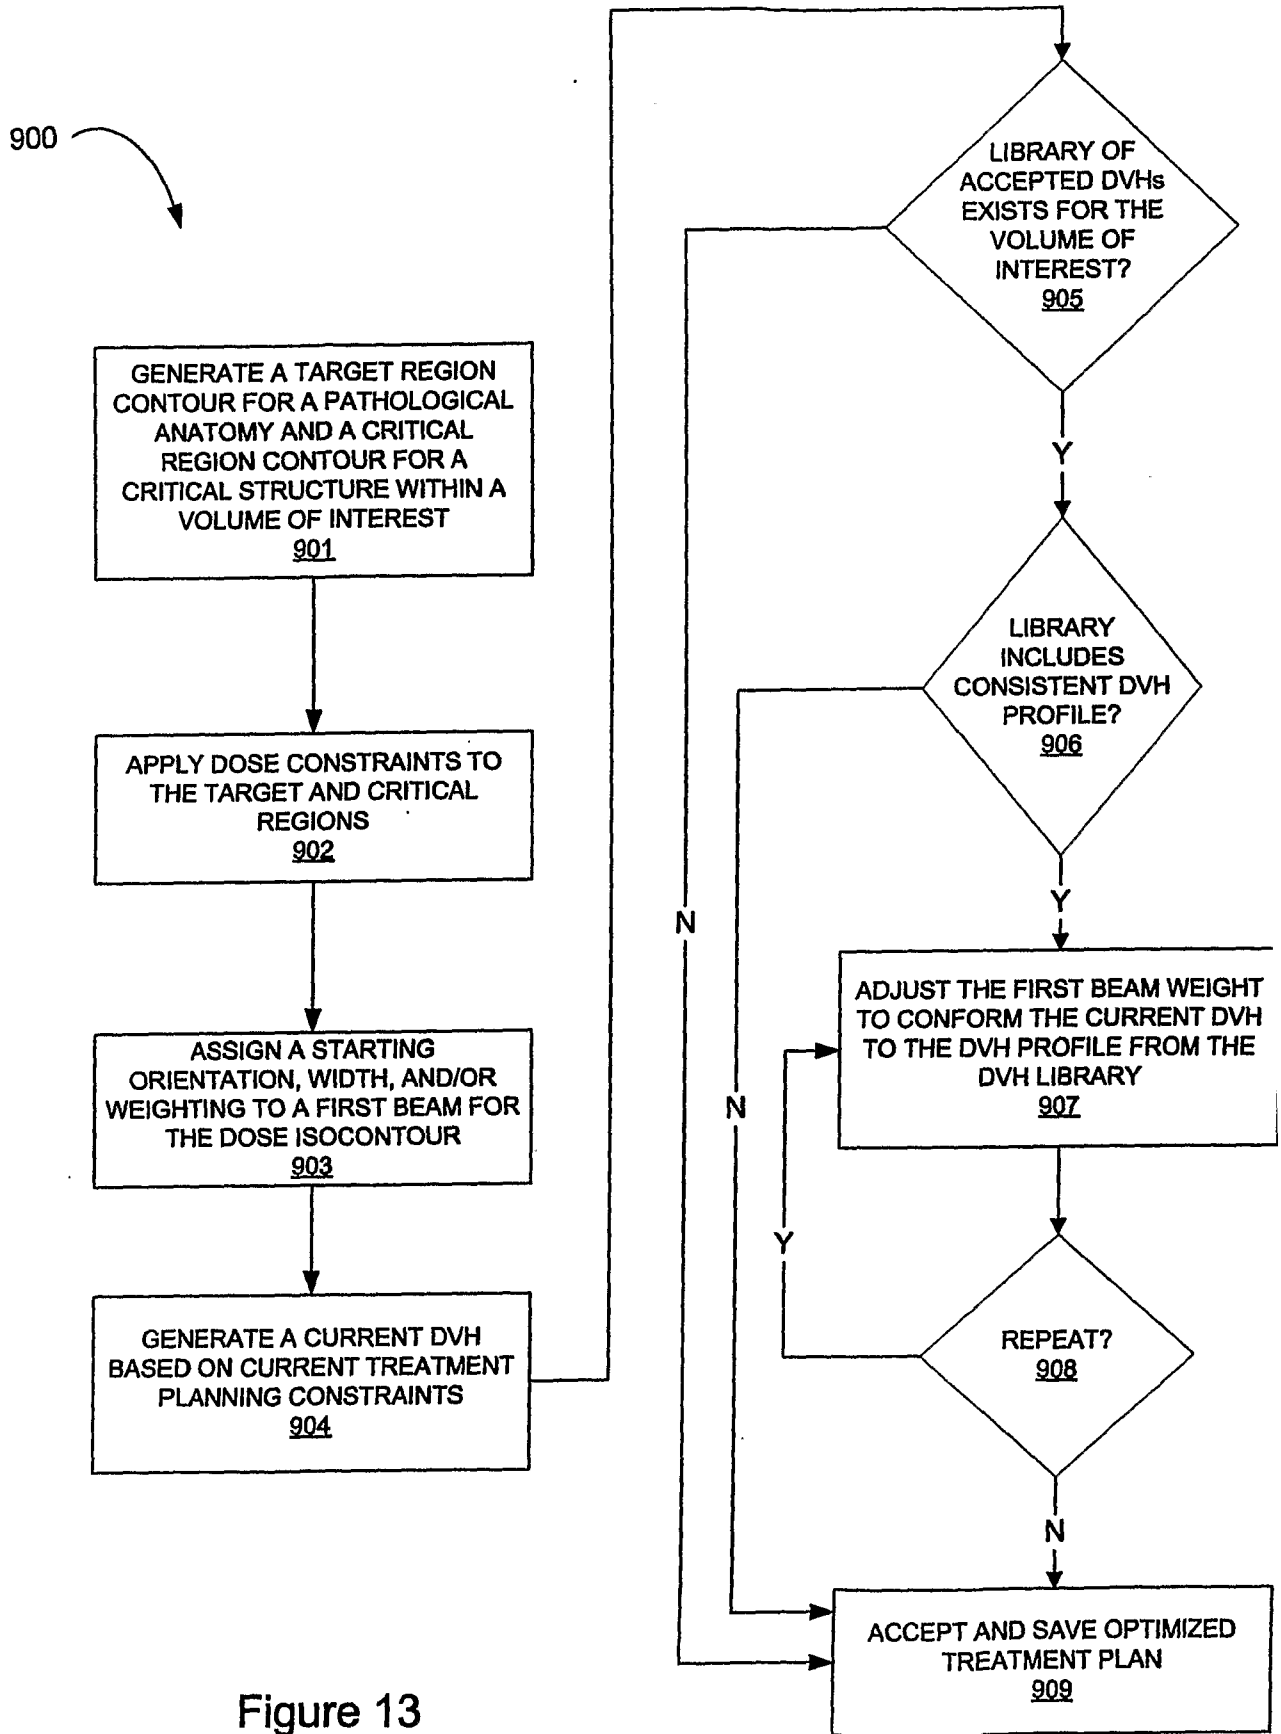 900
GENERATE A TARGET REGION
CONTOUR FOR A PATHOLOGICAL
ANATOMY AND A CRITICAL
REGION CONTOUR FOR A
CRITICAL STRUCTURE WITHIN A
VOLUME OF INTEREST
901
APPLY DOSE CONSTRAINTS TO
THE TARGET AND CRITICAL
REGIONS
902
ASSIGN A STARTING
ORIENTATION, WIDTH, AND/OR
WEIGHTING TO A FIRST BEAM FOR
THE DOSE ISOCONTOUR
903
GENERATE A CURRENT DVH
BASED ON CURRENT TREATMENT
PLANNING CONSTRAINTS
904
LIBRARY OF
ACCEPTED DVHs
EXISTS FOR THE
VOLUME OF
INTEREST?
905
Y
N
LIBRARY
INCLUDES
CONSISTENT DVH
PROFILE?
906
Y
N
ADJUST THE FIRST BEAM WEIGHT
TO CONFORM THE CURRENT DVH
TO THE DVH PROFILE FROM THE
DVH LIBRARY
907
Y
REPEAT?
908
N
ACCEPT AND SAVE OPTIMIZED
TREATMENT PLAN
909
Figure 13